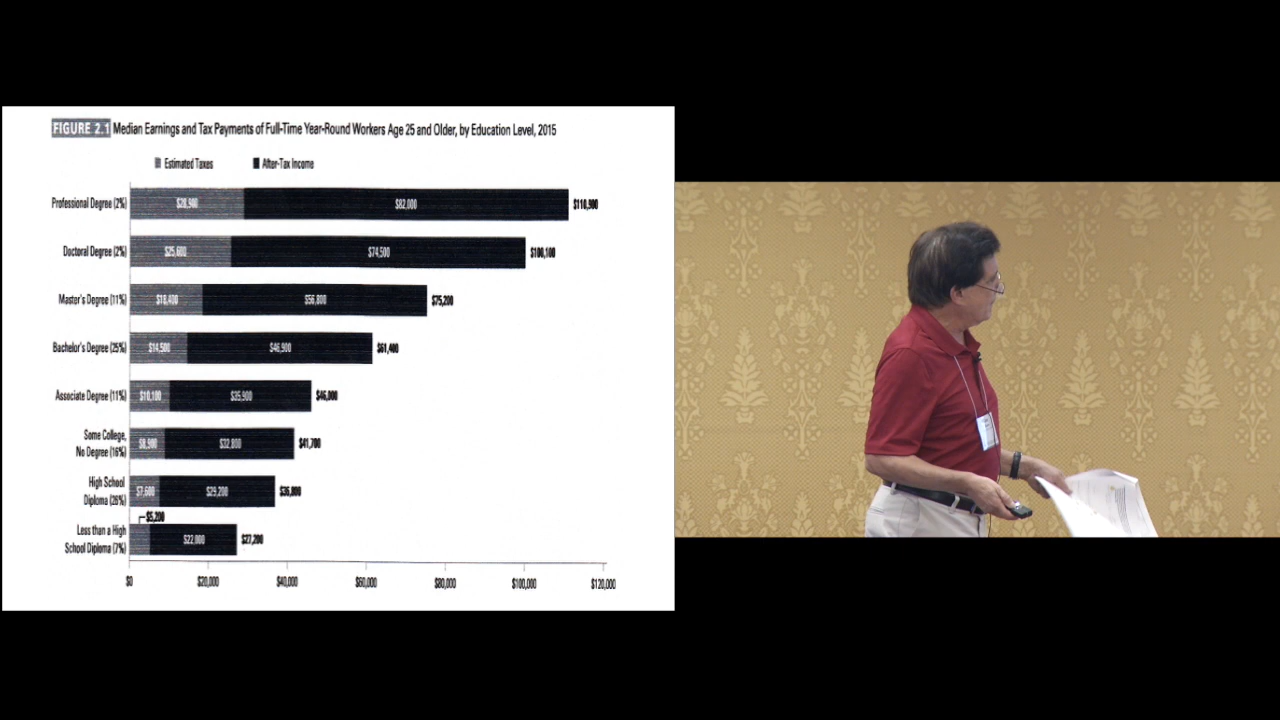 FIGURE 2.1 Median Earnings and Tax Payments of Full-Time Year-Round Workers Age 25 and Older, by Education Level, 2015
Estimated Taxes After-Tax Income
Professional Degree (2%) $28,900 $82,000 $110,900
Doctoral Degree (2%) $25,600 $74,500 $100,100
Master's Degree (11%) $18,400 $56,800 $75,200
Bachelor's Degree (25%) $14,500 $46,900 $61,400
Associate Degree (11%) $10,100 $35,900 $46,000
Some College,
No Degree (16%) $8,900 $32,800 $41,700
High School
Diploma (26%) $7,600 $29,200 $36,800
$5,200
Less than a High
School Diploma (7%) $22,000 $27,200
$0 $20,000 $40,000 $60,000 $80,000 $100,000 $120,000